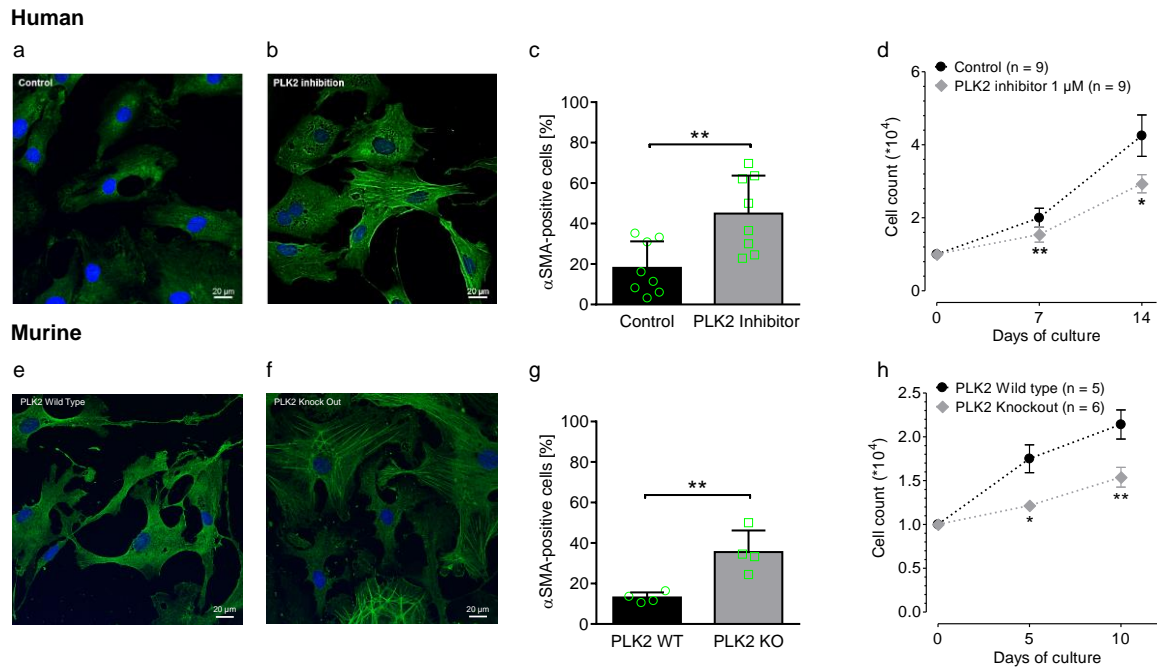 Human
a
b
c
d
Control
20 µm
PLK2 inhibition
20 µm
αSMA-positive cells [%]
100
80
60
40
20
0
**
Control
PLK2 Inhibitor
Control (n = 9)
PLK2 inhibitor 1 µM (n = 9)
Cell count (*10^4)
6
4
2
0
**
*
0
7
14
Days of culture
Murine
e
f
g
h
PLK2 Wild Type
20 µm
PLK2 Knock Out
20 µm
αSMA-positive cells [%]
100
80
60
40
20
0
**
PLK2 WT
PLK2 KO
PLK2 Wild type (n = 5)
PLK2 Knockout (n = 6)
Cell count (*10^4)
2.5
2.0
1.5
1.0
0.5
0.0
*
**
0
5
10
Days of culture